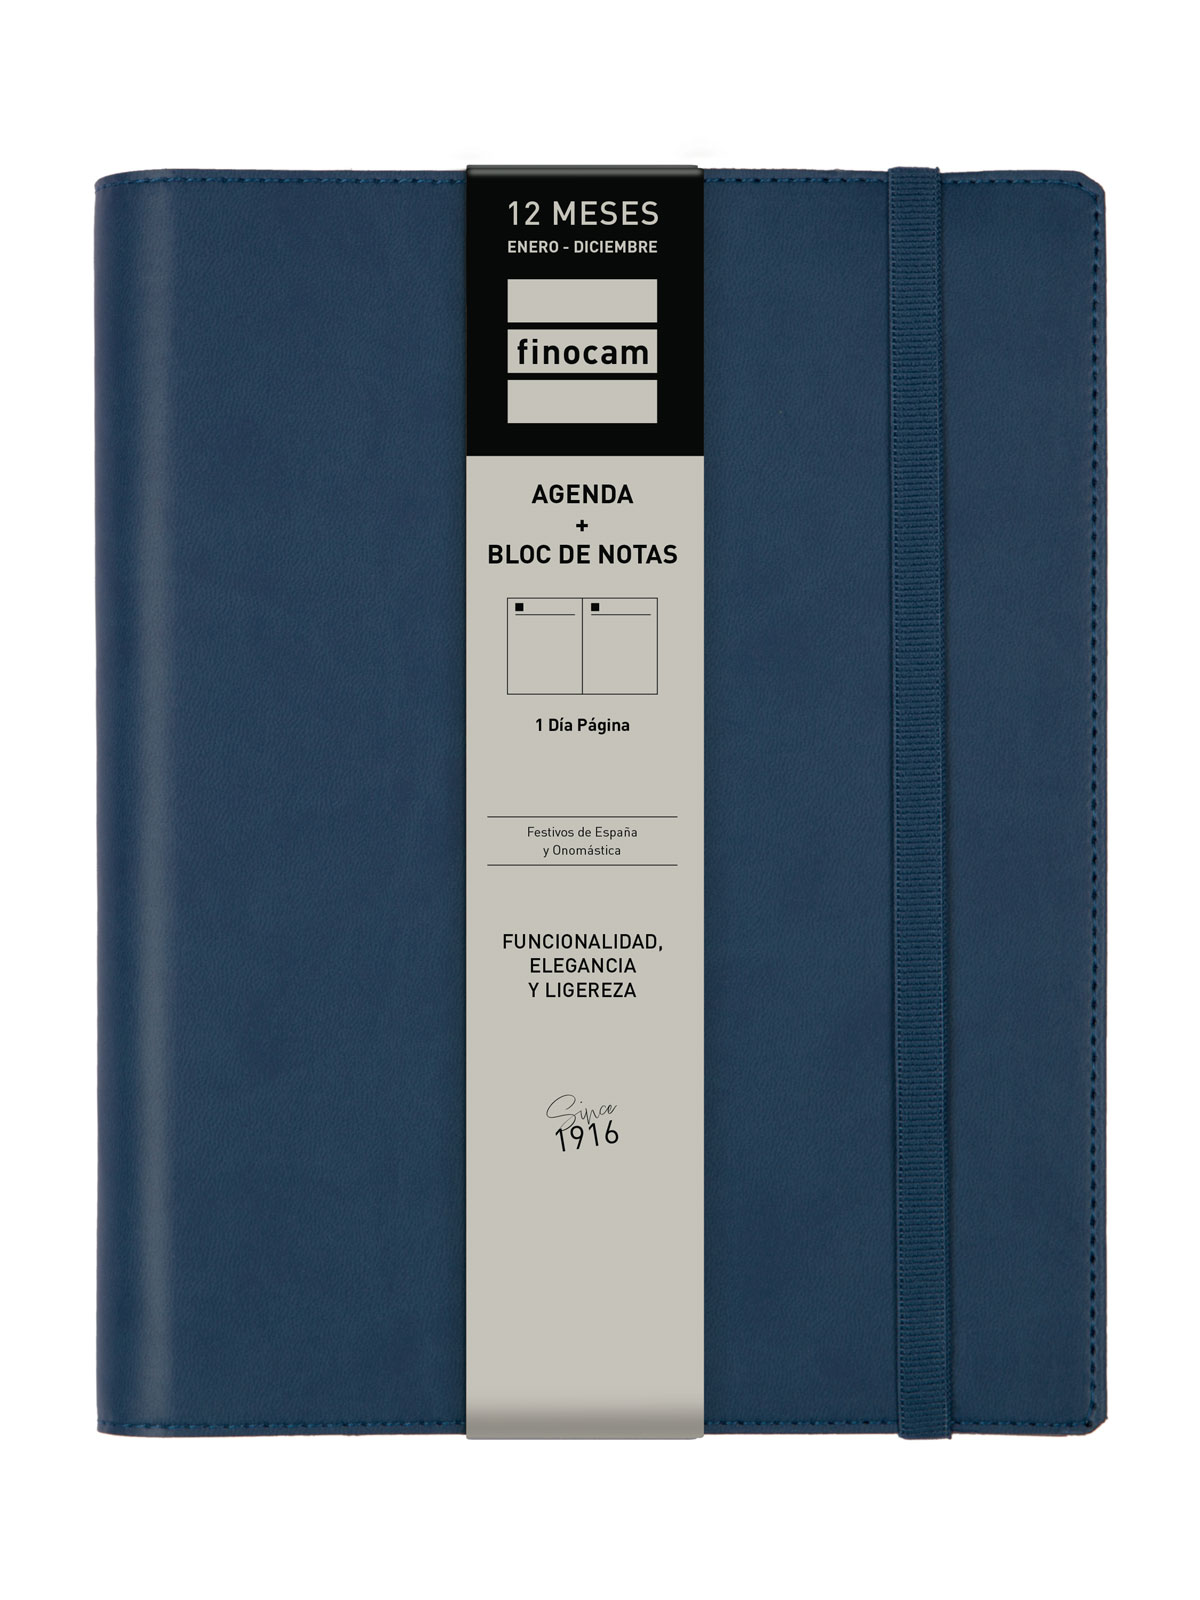 12 MESES
ENERO - DICIEMBRE
finocam
AGENDA
+
BLOC DE NOTAS
1 Día Página
Festivos de España
y Onomástica
FUNCIONALIDAD,
ELEGANCIA
Y LIGEREZA
Since
1916